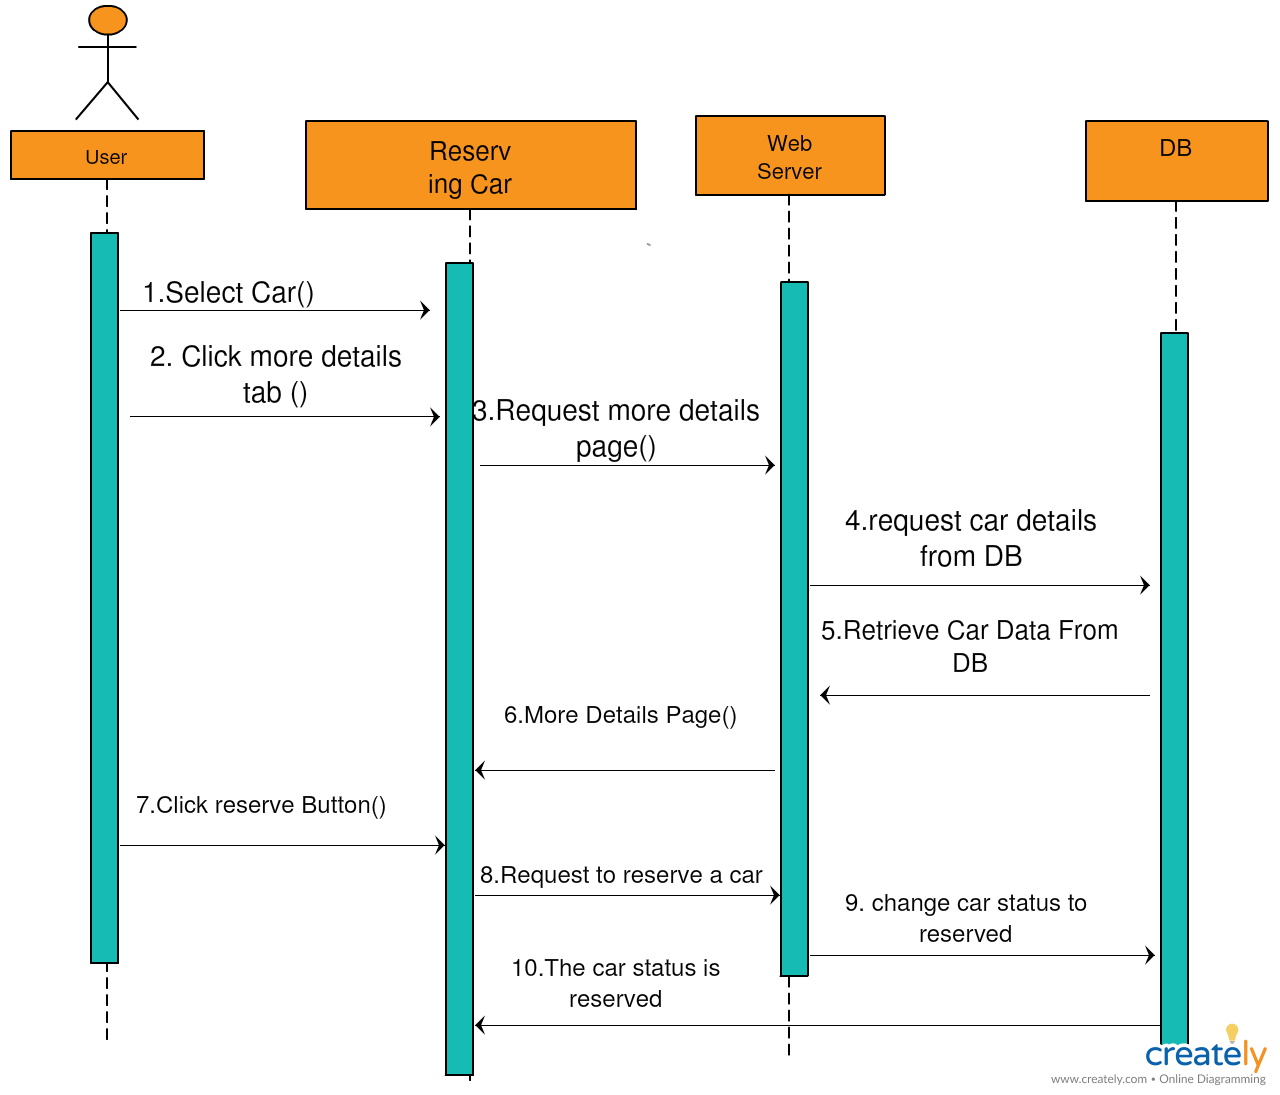 User
Reserv
ing Car
Web
Server
DB
1.Select Car()
2. Click more details
tab ()
3.Request more details
page()
4.request car details
from DB
5.Retrieve Car Data From
DB
6.More Details Page()
7.Click reserve Button()
8.Request to reserve a car
9. change car status to
reserved
10.The car status is
reserved
creately
www.creately.com • Online Diagramming